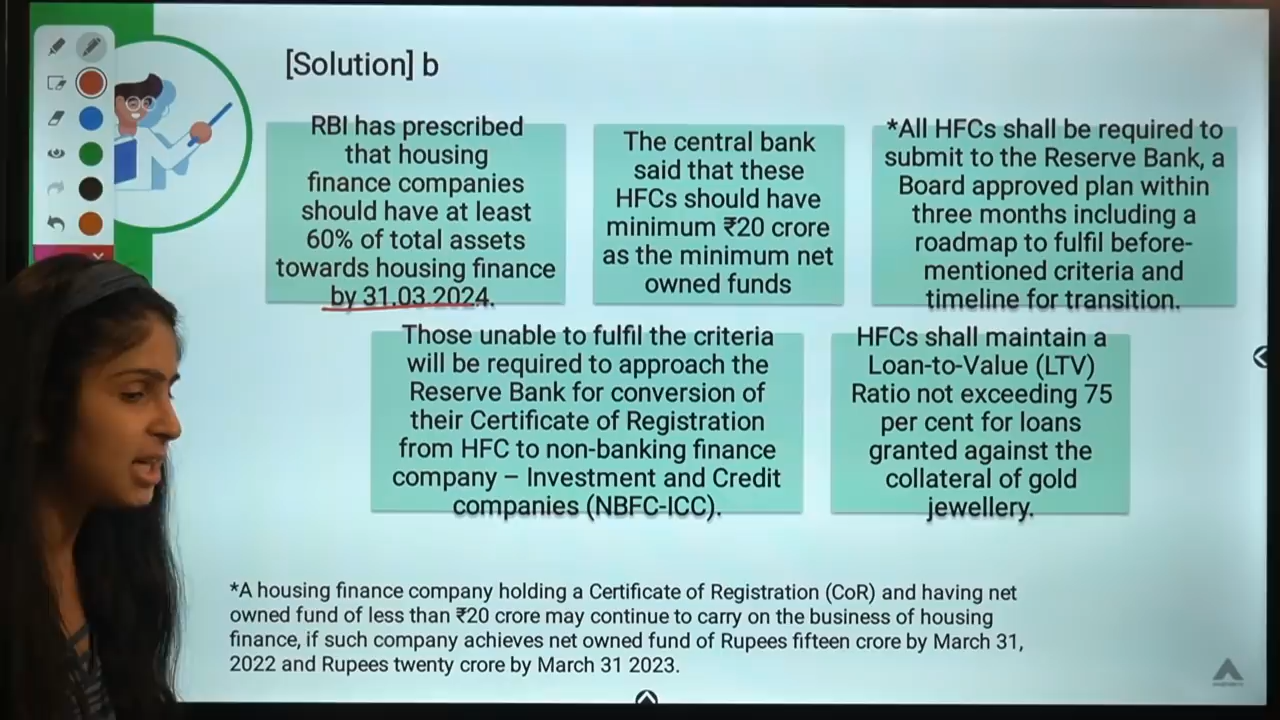 [Solution] b
RBI has prescribed
that housing
finance companies
should have at least
60% of total assets
towards housing finance
by 31.03.2024.
The central bank
said that these
HFCs should have
minimum ₹20 crore
as the minimum net
owned funds
*All HFCs shall be required to
submit to the Reserve Bank, a
Board approved plan within
three months including a
roadmap to fulfil before-
mentioned criteria and
timeline for transition.
Those unable to fulfil the criteria
will be required to approach the
Reserve Bank for conversion of
their Certificate of Registration
from HFC to non-banking finance
company – Investment and Credit
companies (NBFC-ICC).
HFCs shall maintain a
Loan-to-Value (LTV)
Ratio not exceeding 75
per cent for loans
granted against the
collateral of gold
jewellery.
*A housing finance company holding a Certificate of Registration (CoR) and having net
owned fund of less than ₹20 crore may continue to carry on the business of housing
finance, if such company achieves net owned fund of Rupees fifteen crore by March 31,
2022 and Rupees twenty crore by March 31 2023.